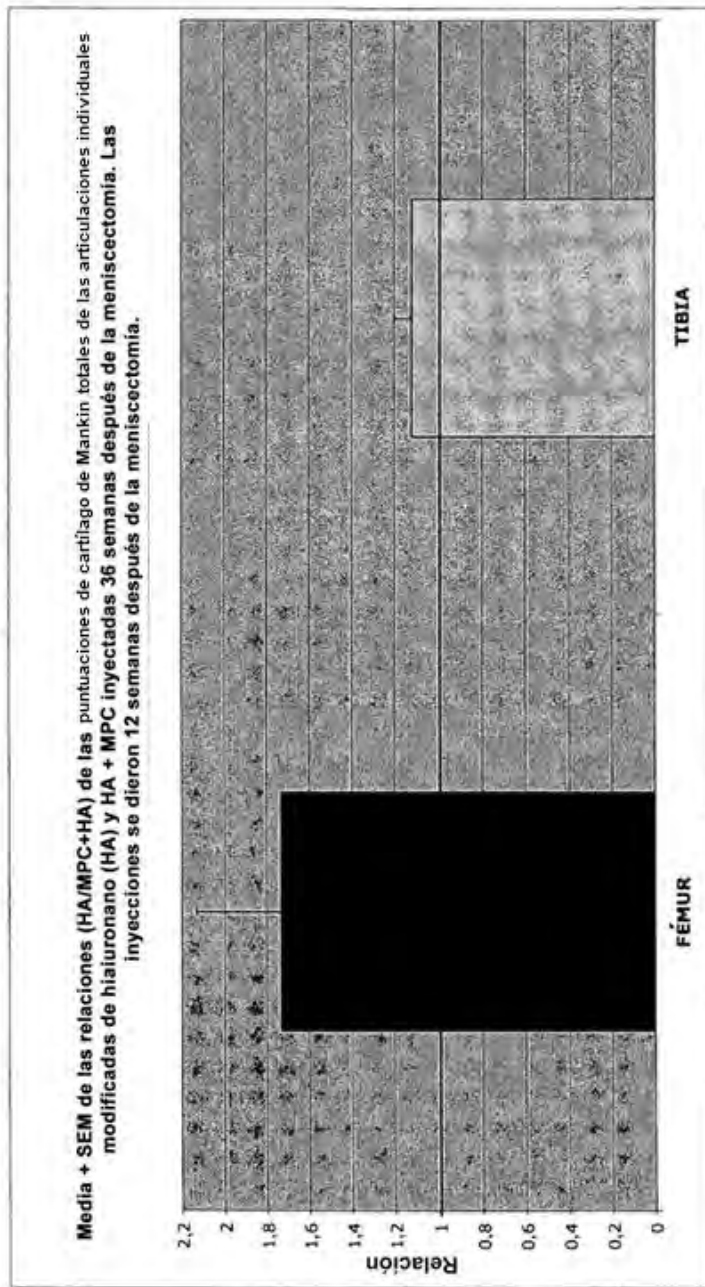 Media + SEM de las relaciones (HA/MPC+HA) de las puntuaciones de cartílago de Mankin totales de las articulaciones individuales
modificadas de hiaiuronano (HA) y HA + MPC inyectadas 36 semanas después de la meniscectomía. Las
inyecciones se dieron 12 semanas después de la meniscectomía.
Relación
2,2
2
1,8
1,6
1,4
1,2
1
0,8
0,6
0,4
0,2
0
FÉMUR
TIBIA